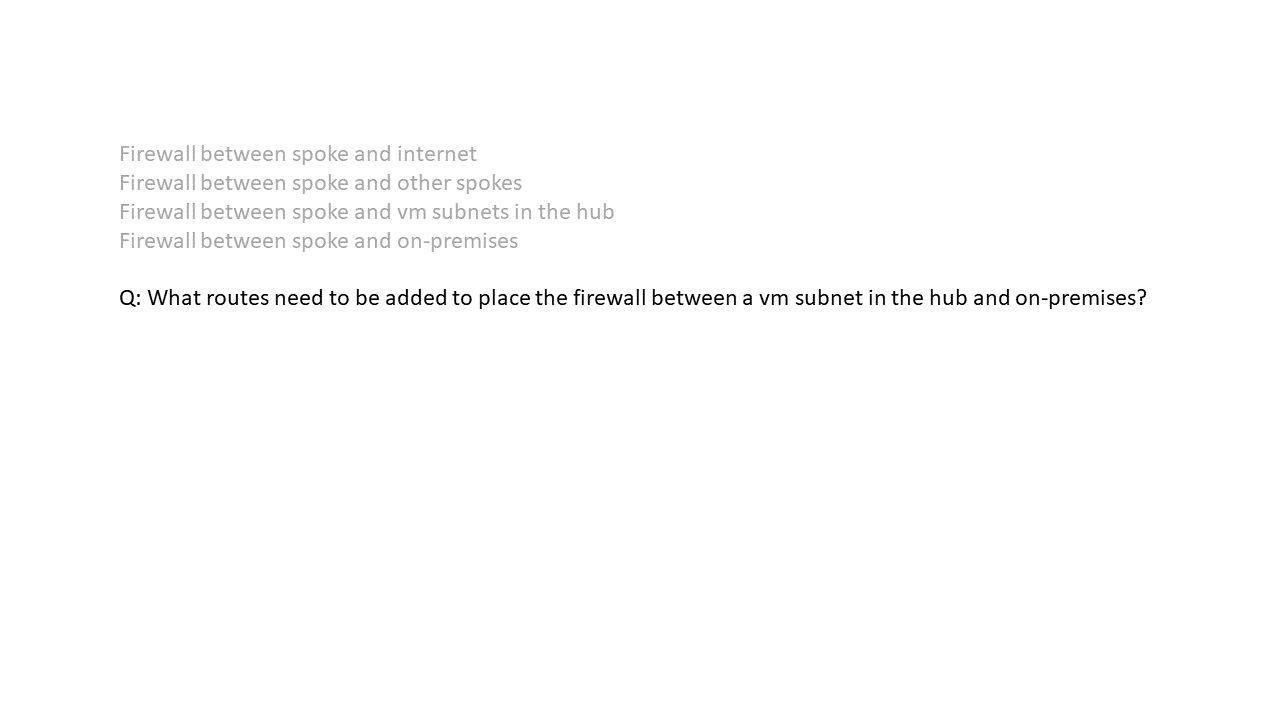 Firewall between spoke and internet
Firewall between spoke and other spokes
Firewall between spoke and vm subnets in the hub
Firewall between spoke and on-premises
Q: What routes need to be added to place the firewall between a vm subnet in the hub and on-premises?